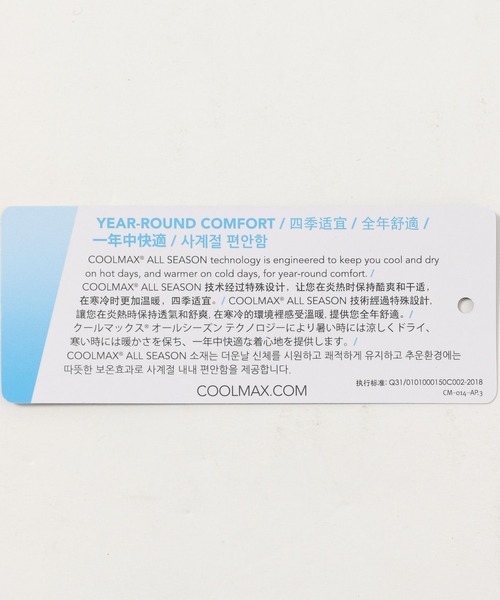 YEAR-ROUND COMFORT / 四季适宜 / 全年舒適 /
一年中快適 / 사계절 편안함
COOLMAX® ALL SEASON technology is engineered to keep you cool and dry
on hot days, and warmer on cold days, for year-round comfort. /
COOLMAX® ALL SEASON 技术经过特殊设计，让您在炎热时保持酷爽和干适，
在寒冷时更加温暖，四季适宜。/ COOLMAX® ALL SEASON 技術經過特殊設計，
讓您在炎熱時保持透氣和舒爽, 在寒冷的環境裡感受溫暖, 提供您全年舒適。/
クールマックス® オールシーズン テクノロジーにより暑い時には涼しくドライ、
寒い時には暖かさを保ち、一年中快適な着心地を提供します。/
COOLMAX® ALL SEASON 소재는 더운날 신체를 시원하고 쾌적하게 유지하고 추운환경에는
따뜻한 보온효과로 사계절 내내 편안함을 제공합니다.
执行标准: Q31/0101000150C002-2018
COOLMAX.COM
CM-014-AP.3